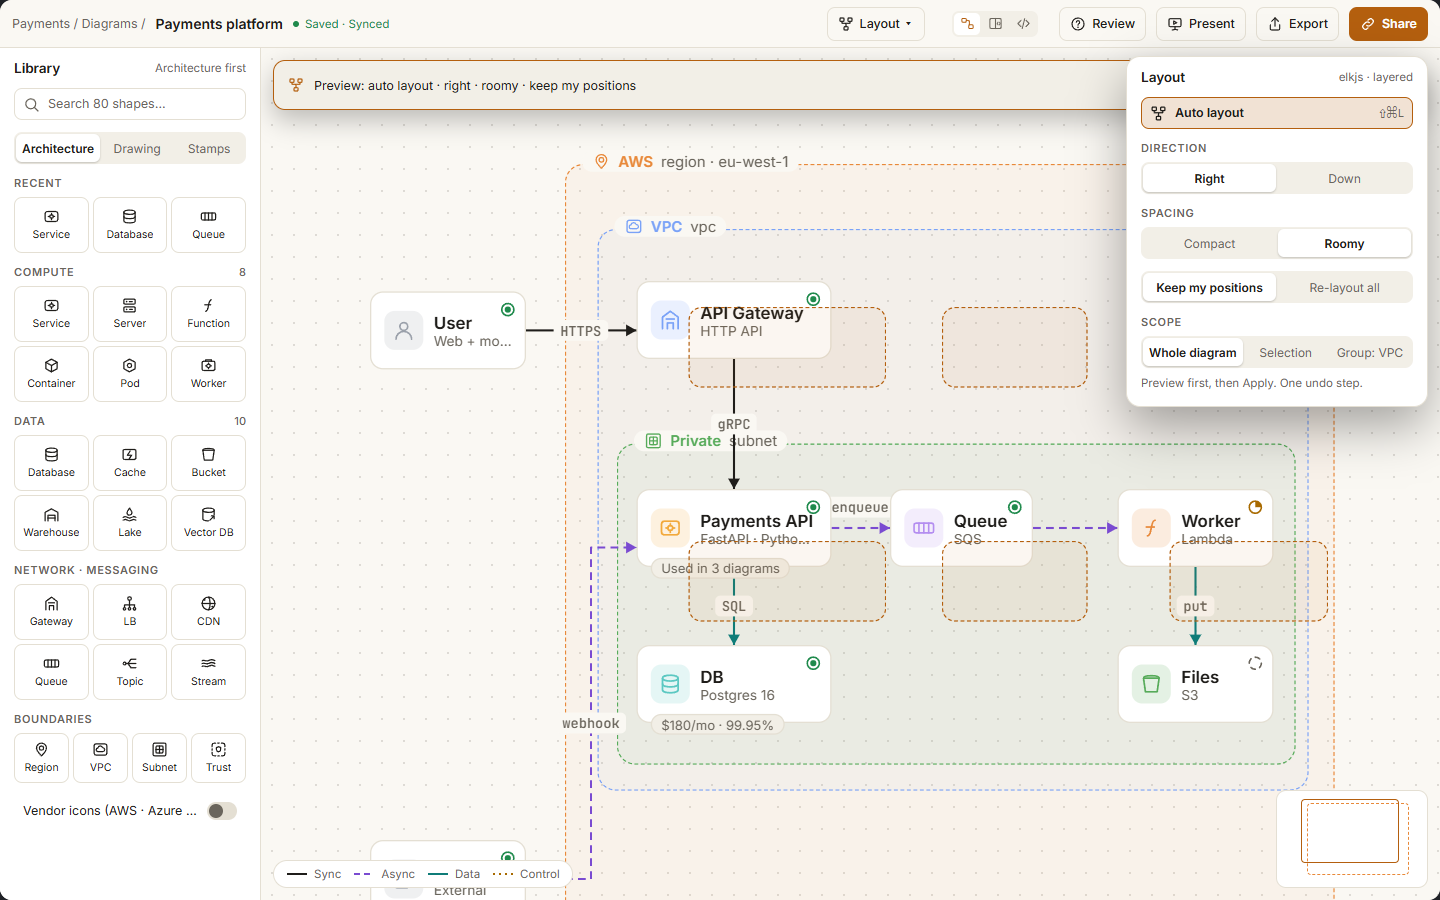 Payments / Diagrams / Payments platform Saved · Synced
Layout
Review
Present
Export
Share
Library
Architecture first
Search 80 shapes...
Architecture Drawing Stamps
RECENT
Service Database Queue
COMPUTE 8
Service Server Function
Container Pod Worker
DATA 10
Database Cache Bucket
Warehouse Lake Vector DB
NETWORK · MESSAGING
Gateway LB CDN
Queue Topic Stream
BOUNDARIES
Region VPC Subnet Trust
Vendor icons (AWS · Azure ...
Preview: auto layout · right · roomy · keep my positions
AWS region · eu-west-1
VPC vpc
User
Web + mo...
HTTPS
API Gateway
HTTP API
gRPC
Private subnet
Payments API
FastAPI · Pytho...
Used in 3 diagrams
enqueue
Queue
SQS
Worker
Lambda
SQL
put
DB
Postgres 16
$180/mo · 99.95%
Files
S3
webhook
External
Sync Async Data Control
Layout
elkjs · layered
Auto layout ⇧⌘L
DIRECTION
Right Down
SPACING
Compact Roomy
Keep my positions Re-layout all
SCOPE
Whole diagram Selection Group: VPC
Preview first, then Apply. One undo step.